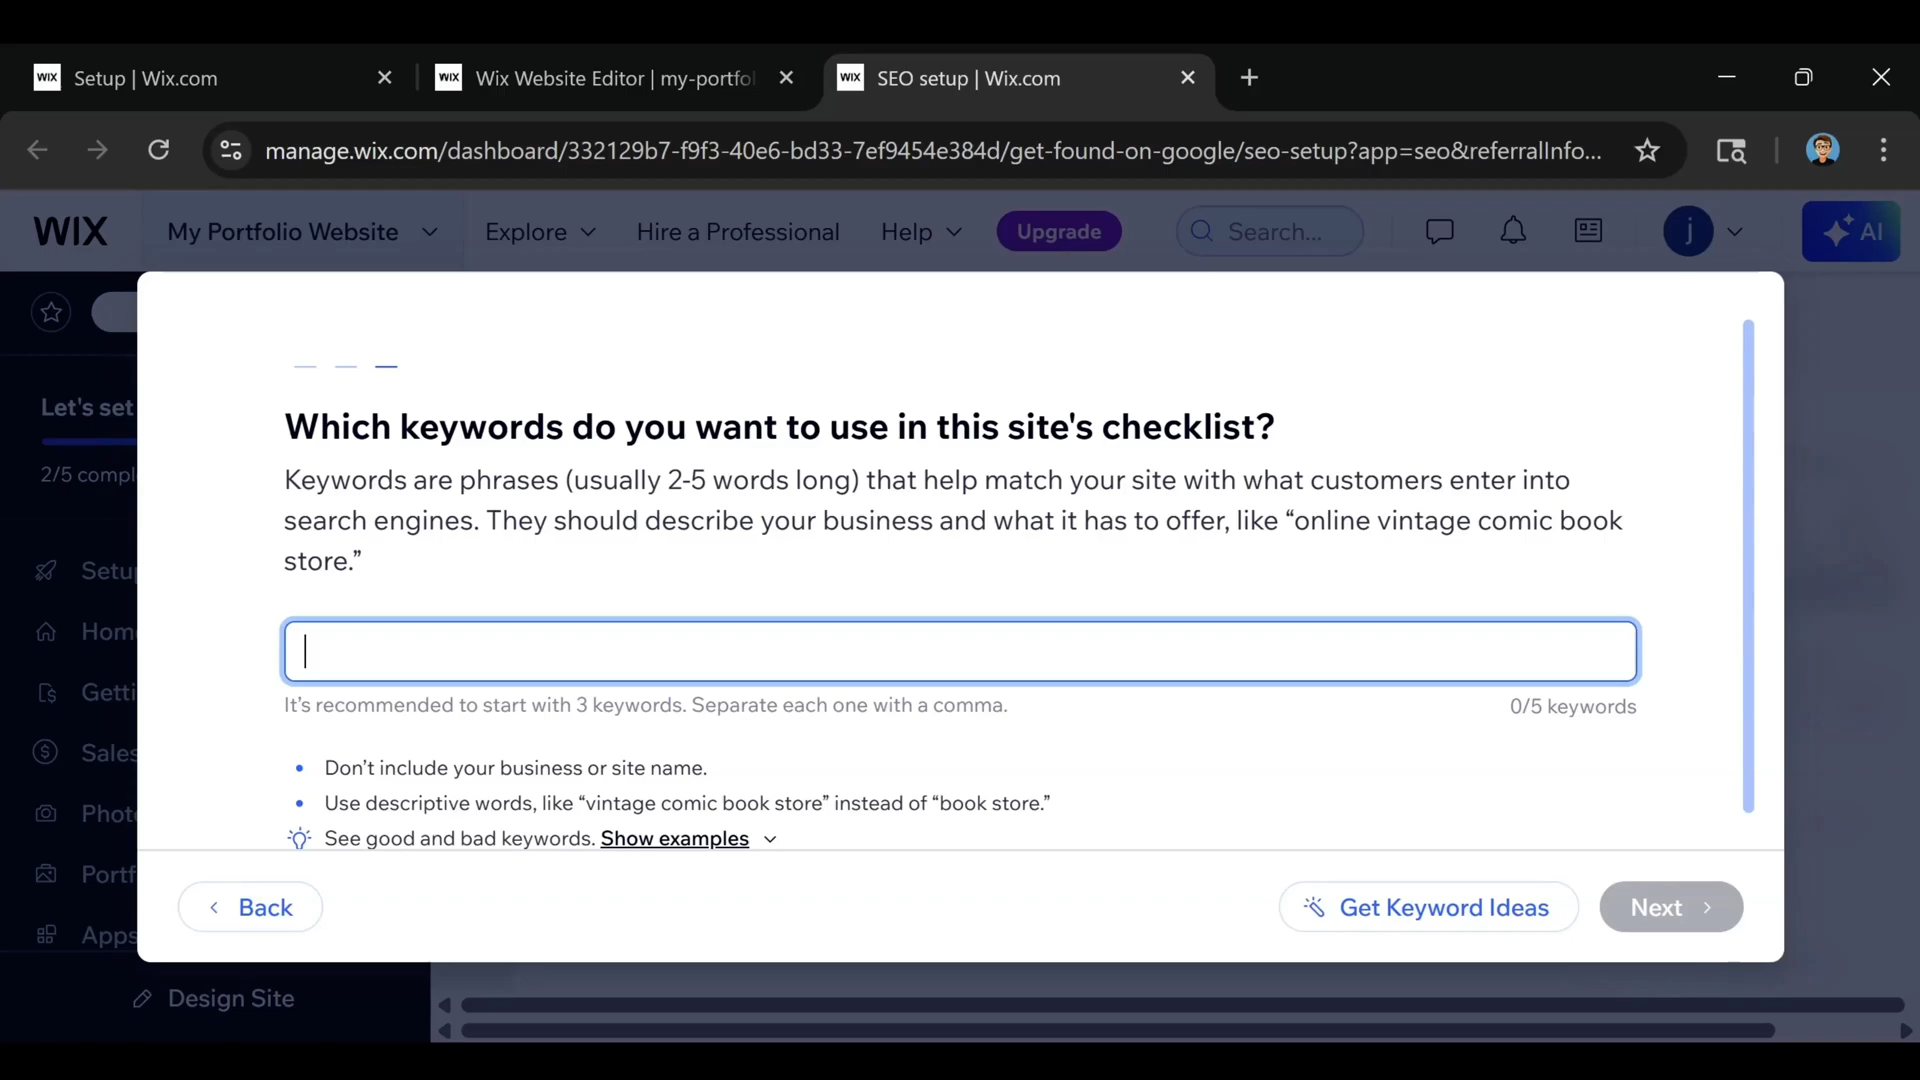 WIX Setup | Wix.com
WIX Wix Website Editor | my-portfol
WIX SEO setup | Wix.com
manage.wix.com/dashboard/332129b7-f9f3-40e6-bd33-7ef9454e384d/get-found-on-google/seo-setup?app=seo&referralInfo...
WIX My Portfolio Website Explore Hire a Professional Help Upgrade Search... j AI
Let's set
2/5 compl
Setup
Home
Getti
Sales
Photo
Portf
Apps
Design Site
Which keywords do you want to use in this site's checklist?
Keywords are phrases (usually 2-5 words long) that help match your site with what customers enter into
search engines. They should describe your business and what it has to offer, like “online vintage comic book
store.”
It’s recommended to start with 3 keywords. Separate each one with a comma. 0/5 keywords
• Don’t include your business or site name.
• Use descriptive words, like “vintage comic book store” instead of “book store.”
See good and bad keywords. Show examples
Back Get Keyword Ideas Next